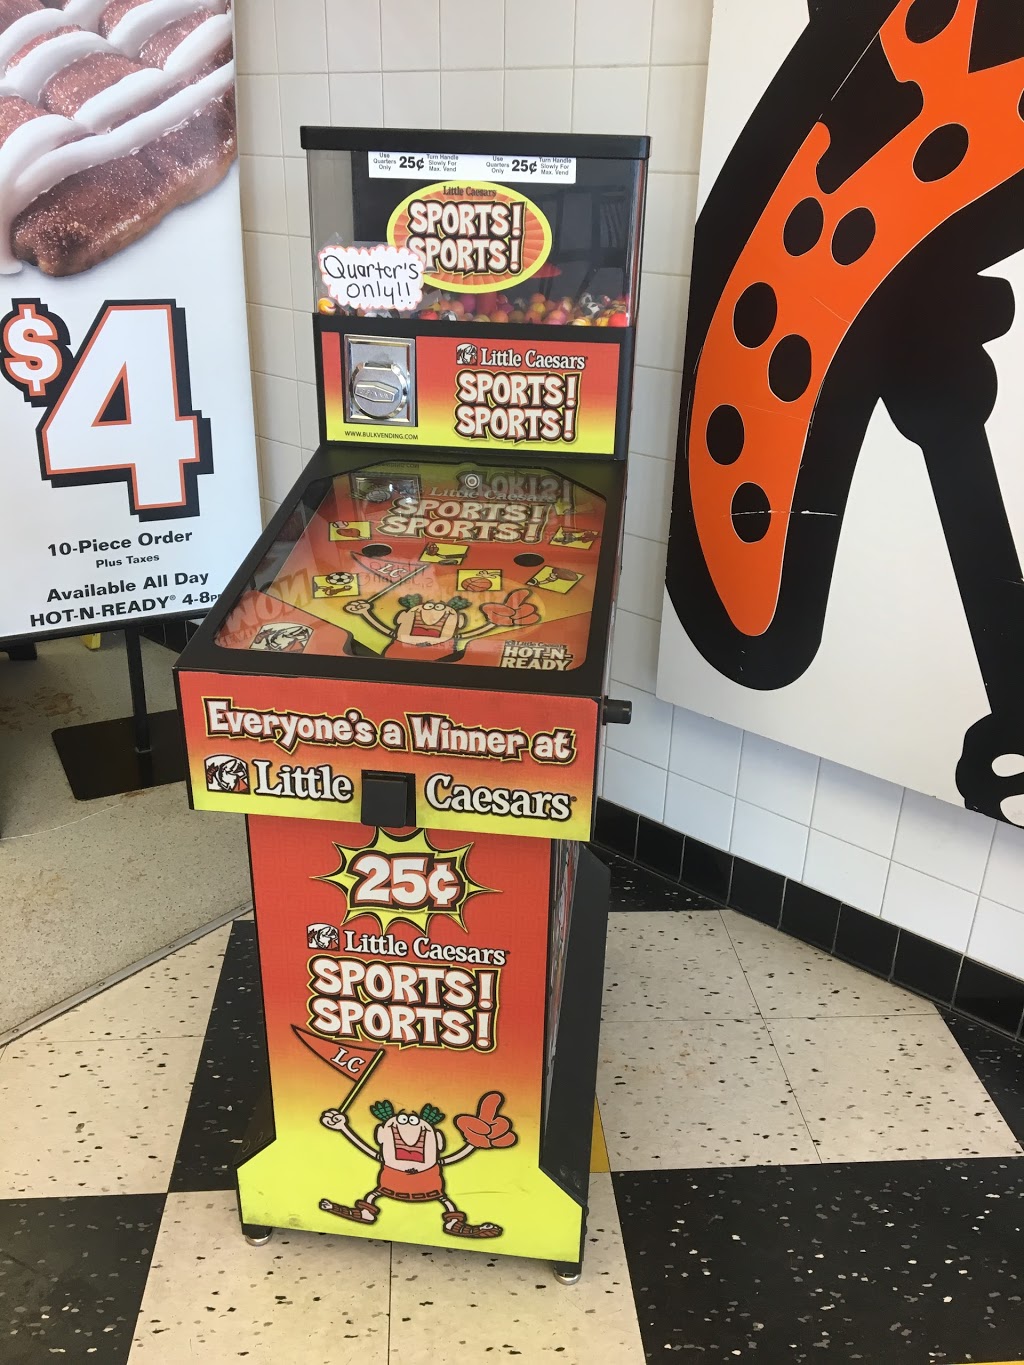 $4
10-Piece Order
Plus Taxes
Available All Day
HOT-N-READY® 4-8P
Use Quarters Only 25¢ Turn Handle Slowly For Max. Vend
Use Quarters Only 25¢ Turn Handle Slowly For Max. Vend
Little Caesars
SPORTS!
SPORTS!
Quarter's
only!!
Little Caesars
SPORTS!
SPORTS!
WWW.BULKVENDING.COM
Little Caesars
SPORTS!
SPORTS!
LC
HOT-N-
READY
Everyone's a Winner at
Little Caesars
25¢
Little Caesars
SPORTS!
SPORTS!
LC